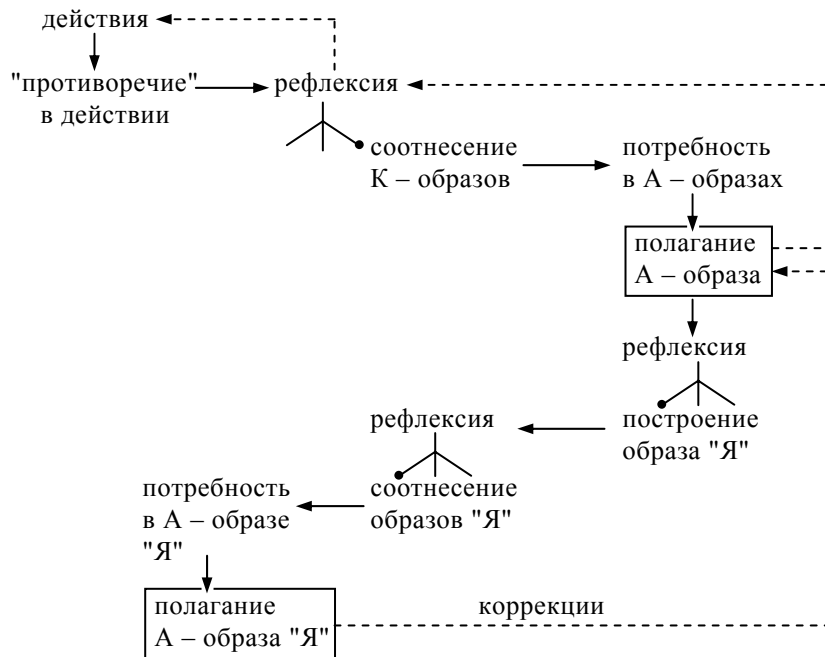 действия
"противоречие"
в действии
рефлексия
соотнесение
К – образов
потребность
в А – образах
полагание
А – образа
рефлексия
построение
образа "Я"
рефлексия
соотнесение
образов "Я"
потребность
в А – образе
"Я"
полагание
А – образа "Я"
коррекции